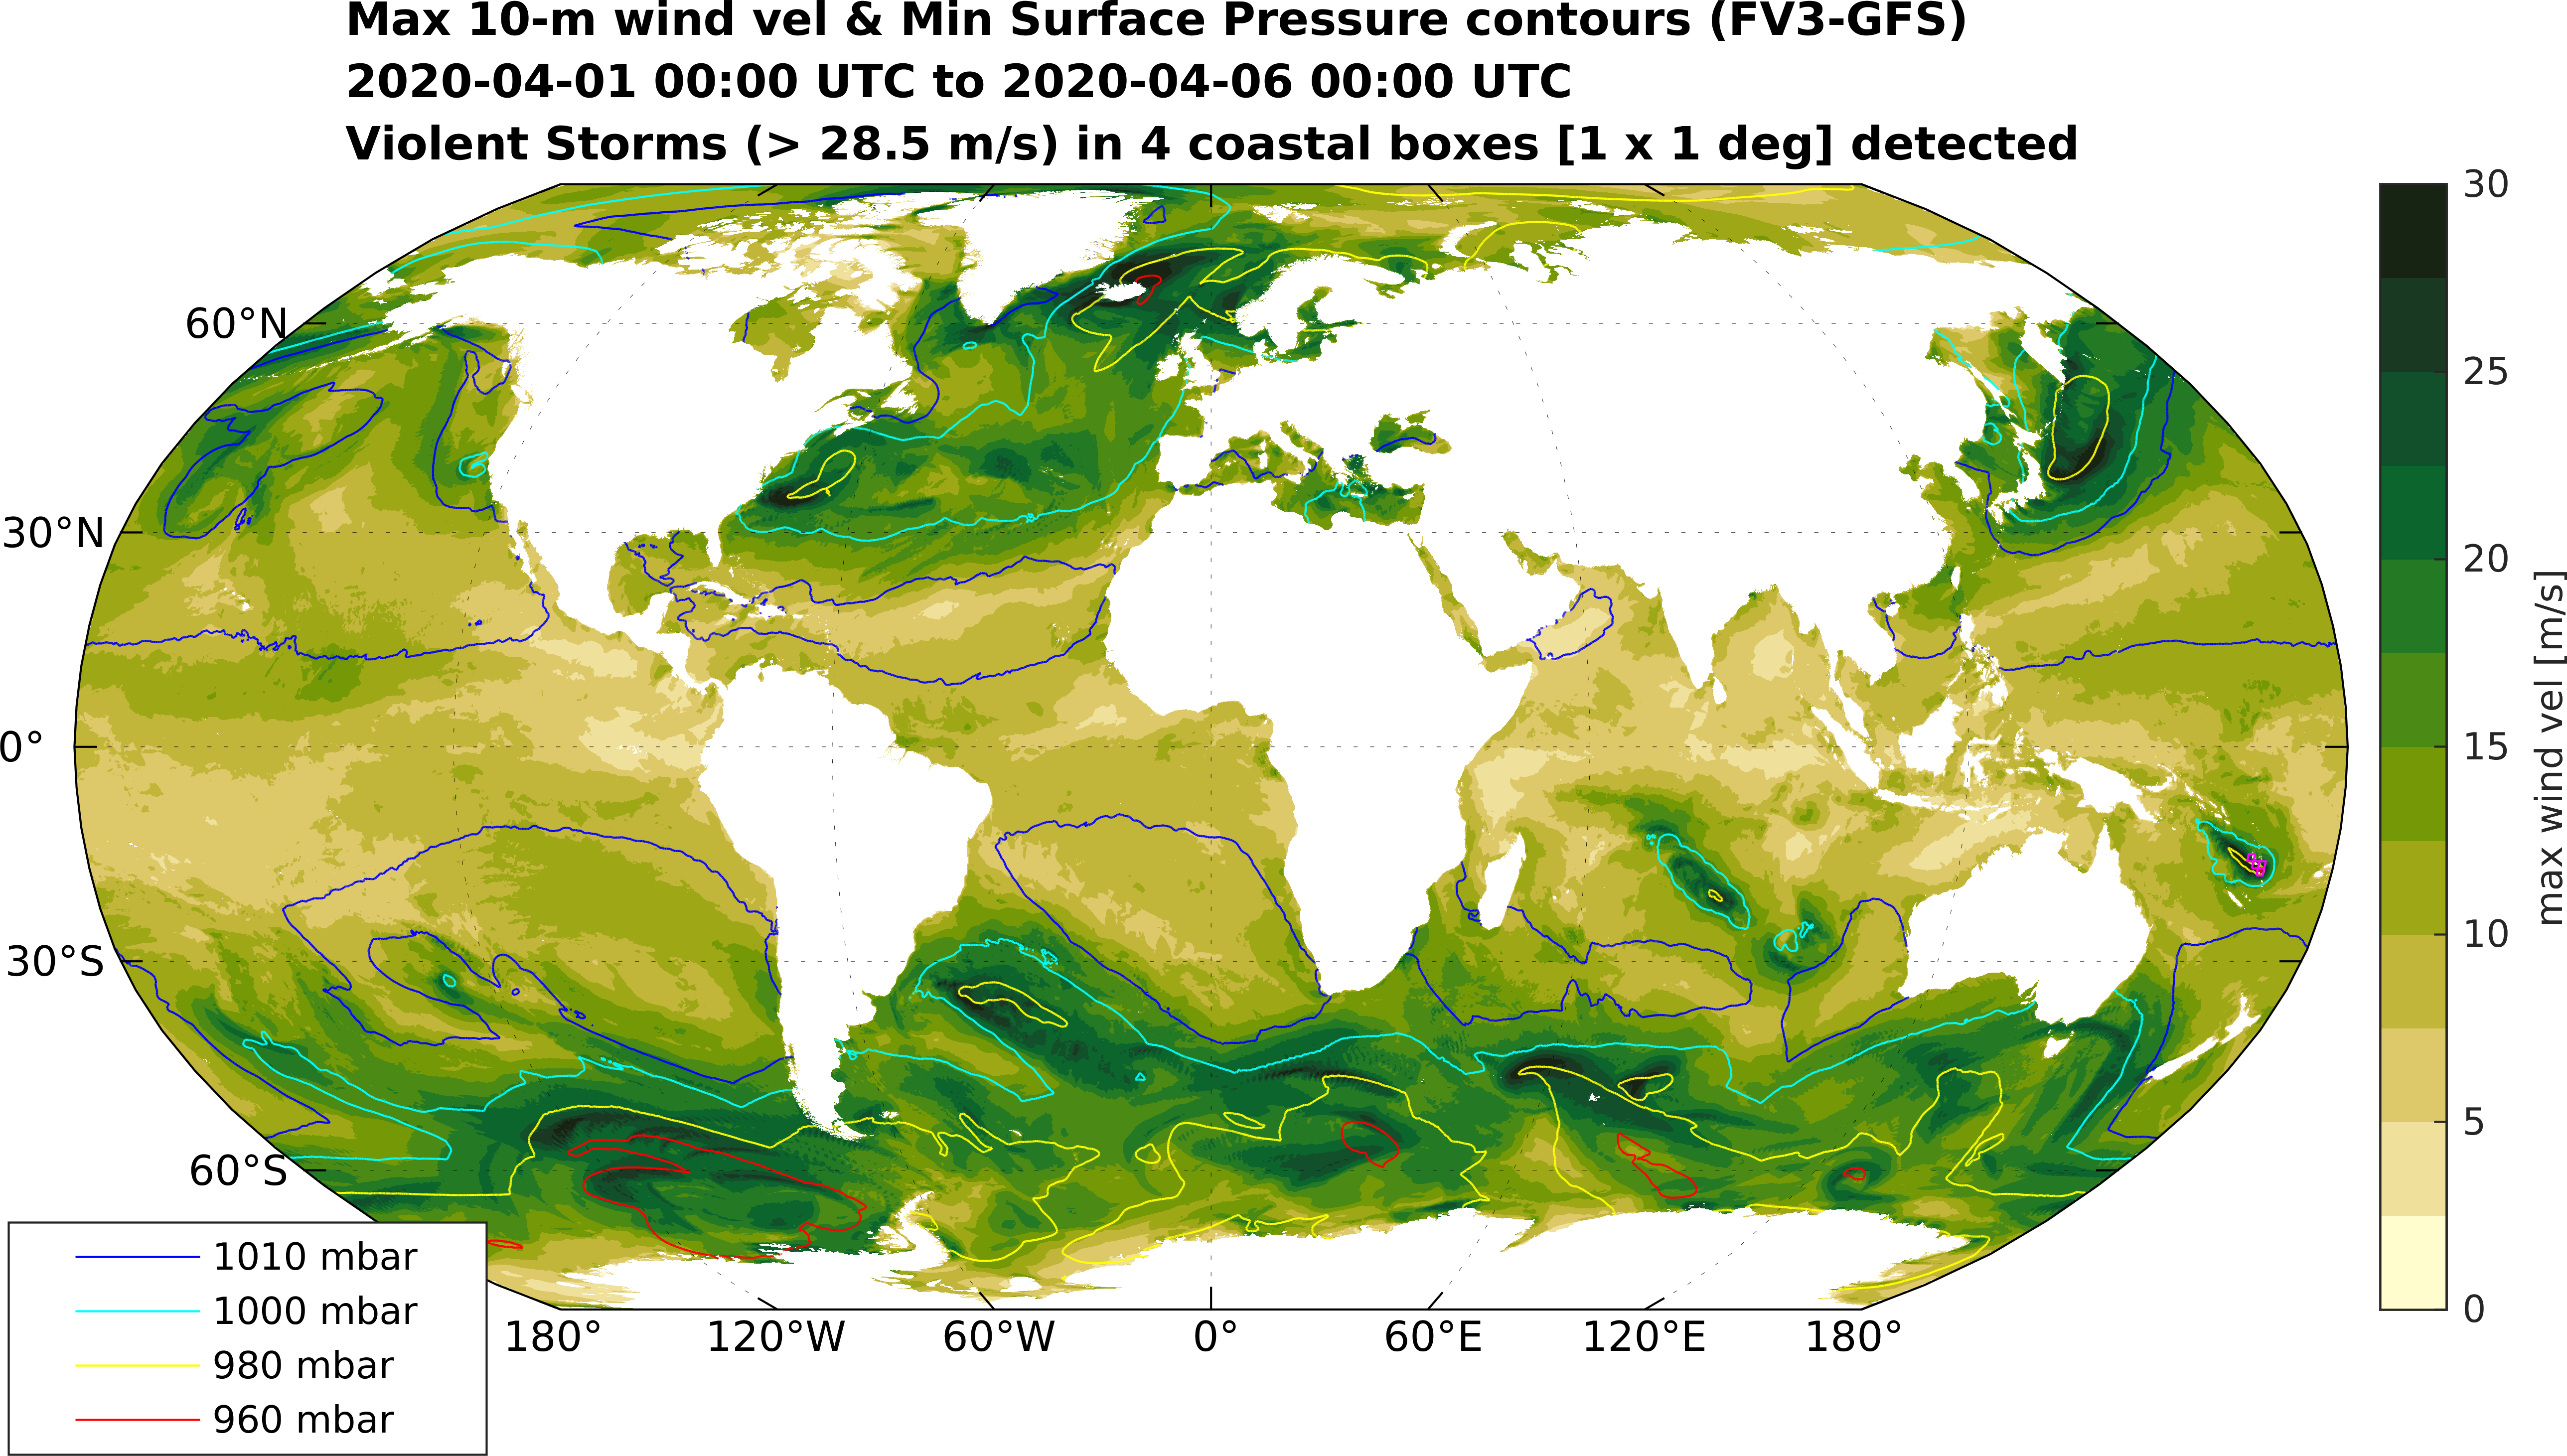 Max 10-m wind vel & Min Surface Pressure contours (FV3-GFS)
2020-04-01 00:00 UTC to 2020-04-06 00:00 UTC
Violent Storms (> 28.5 m/s) in 4 coastal boxes [1 x 1 deg] detected
60°N
30°N
0°
30°S
60°S
180°
120°W
60°W
0°
60°E
120°E
180°
1010 mbar
1000 mbar
980 mbar
960 mbar
30
25
20
15
10
5
0
max wind vel [m/s]